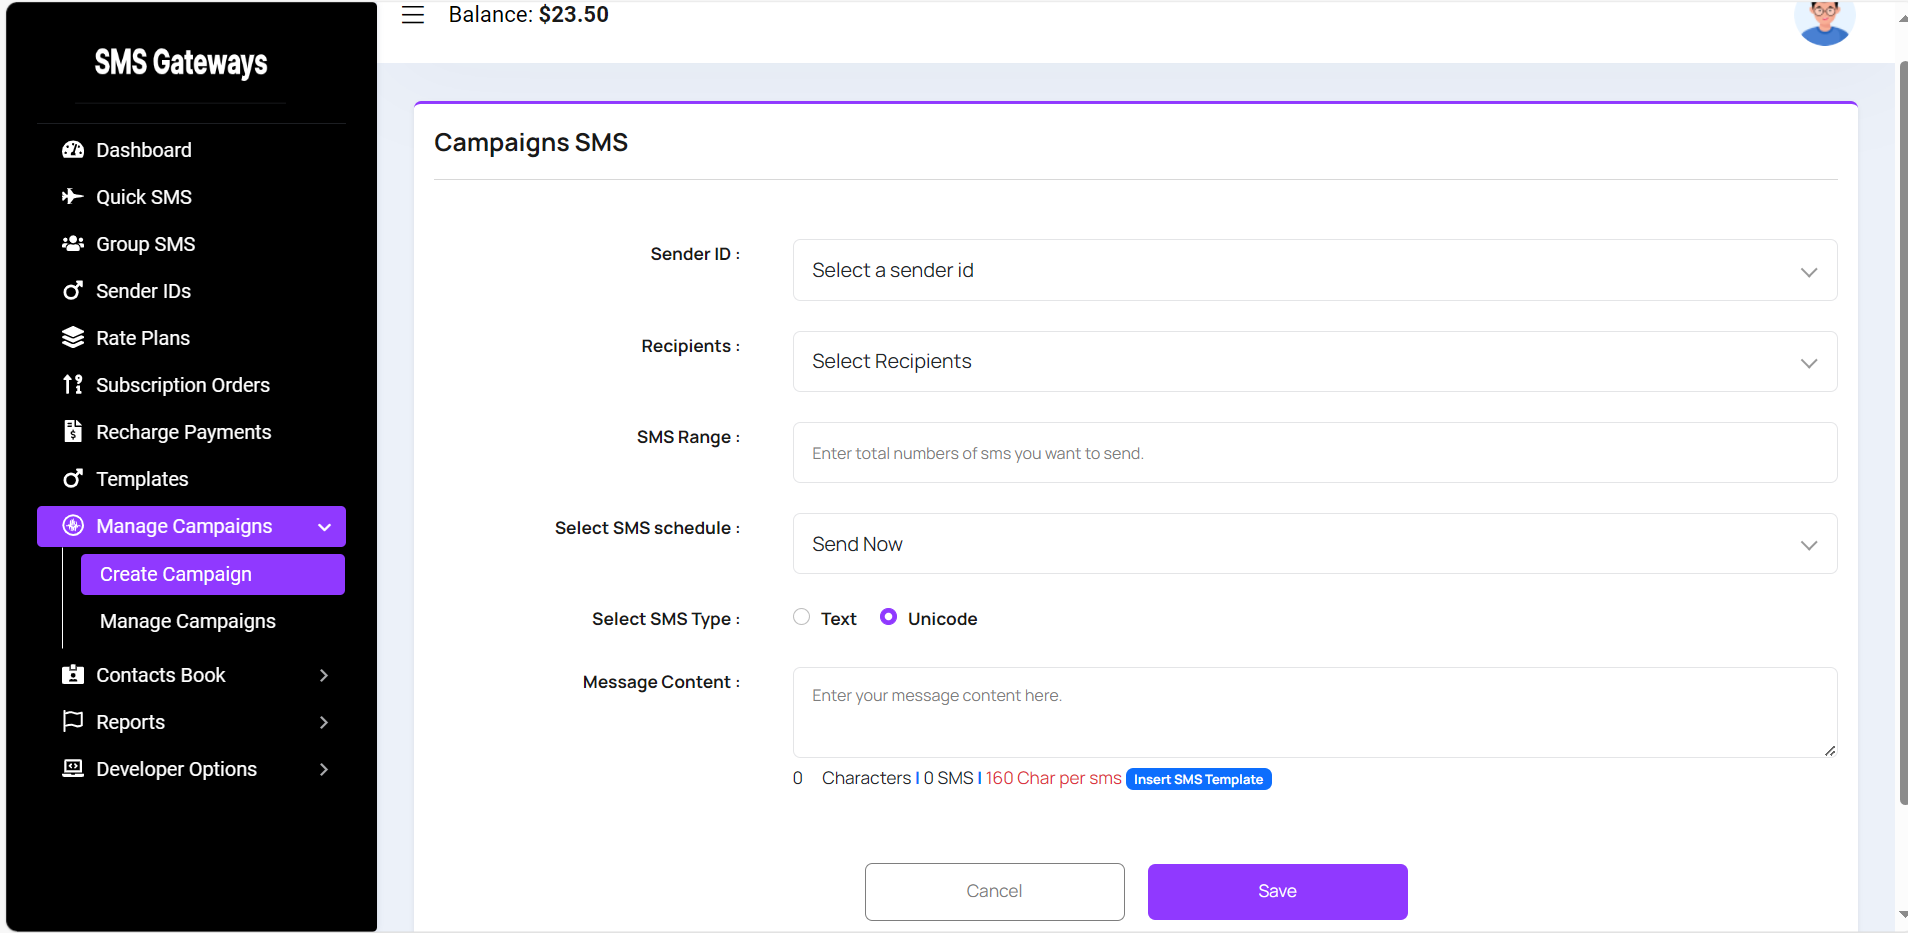 SMS Gateways
Dashboard
Quick SMS
Group SMS
Sender IDs
Rate Plans
Subscription Orders
Recharge Payments
Templates
Manage Campaigns
Create Campaign
Manage Campaigns
Contacts Book
Reports
Developer Options
Balance: $23.50
Campaigns SMS
Sender ID :
Select a sender id
Recipients :
Select Recipients
SMS Range :
Enter total numbers of sms you want to send.
Select SMS schedule :
Send Now
Select SMS Type :
Text Unicode
Message Content :
Enter your message content here.
0 Characters | 0 SMS | 160 Char per sms Insert SMS Template
Cancel Save